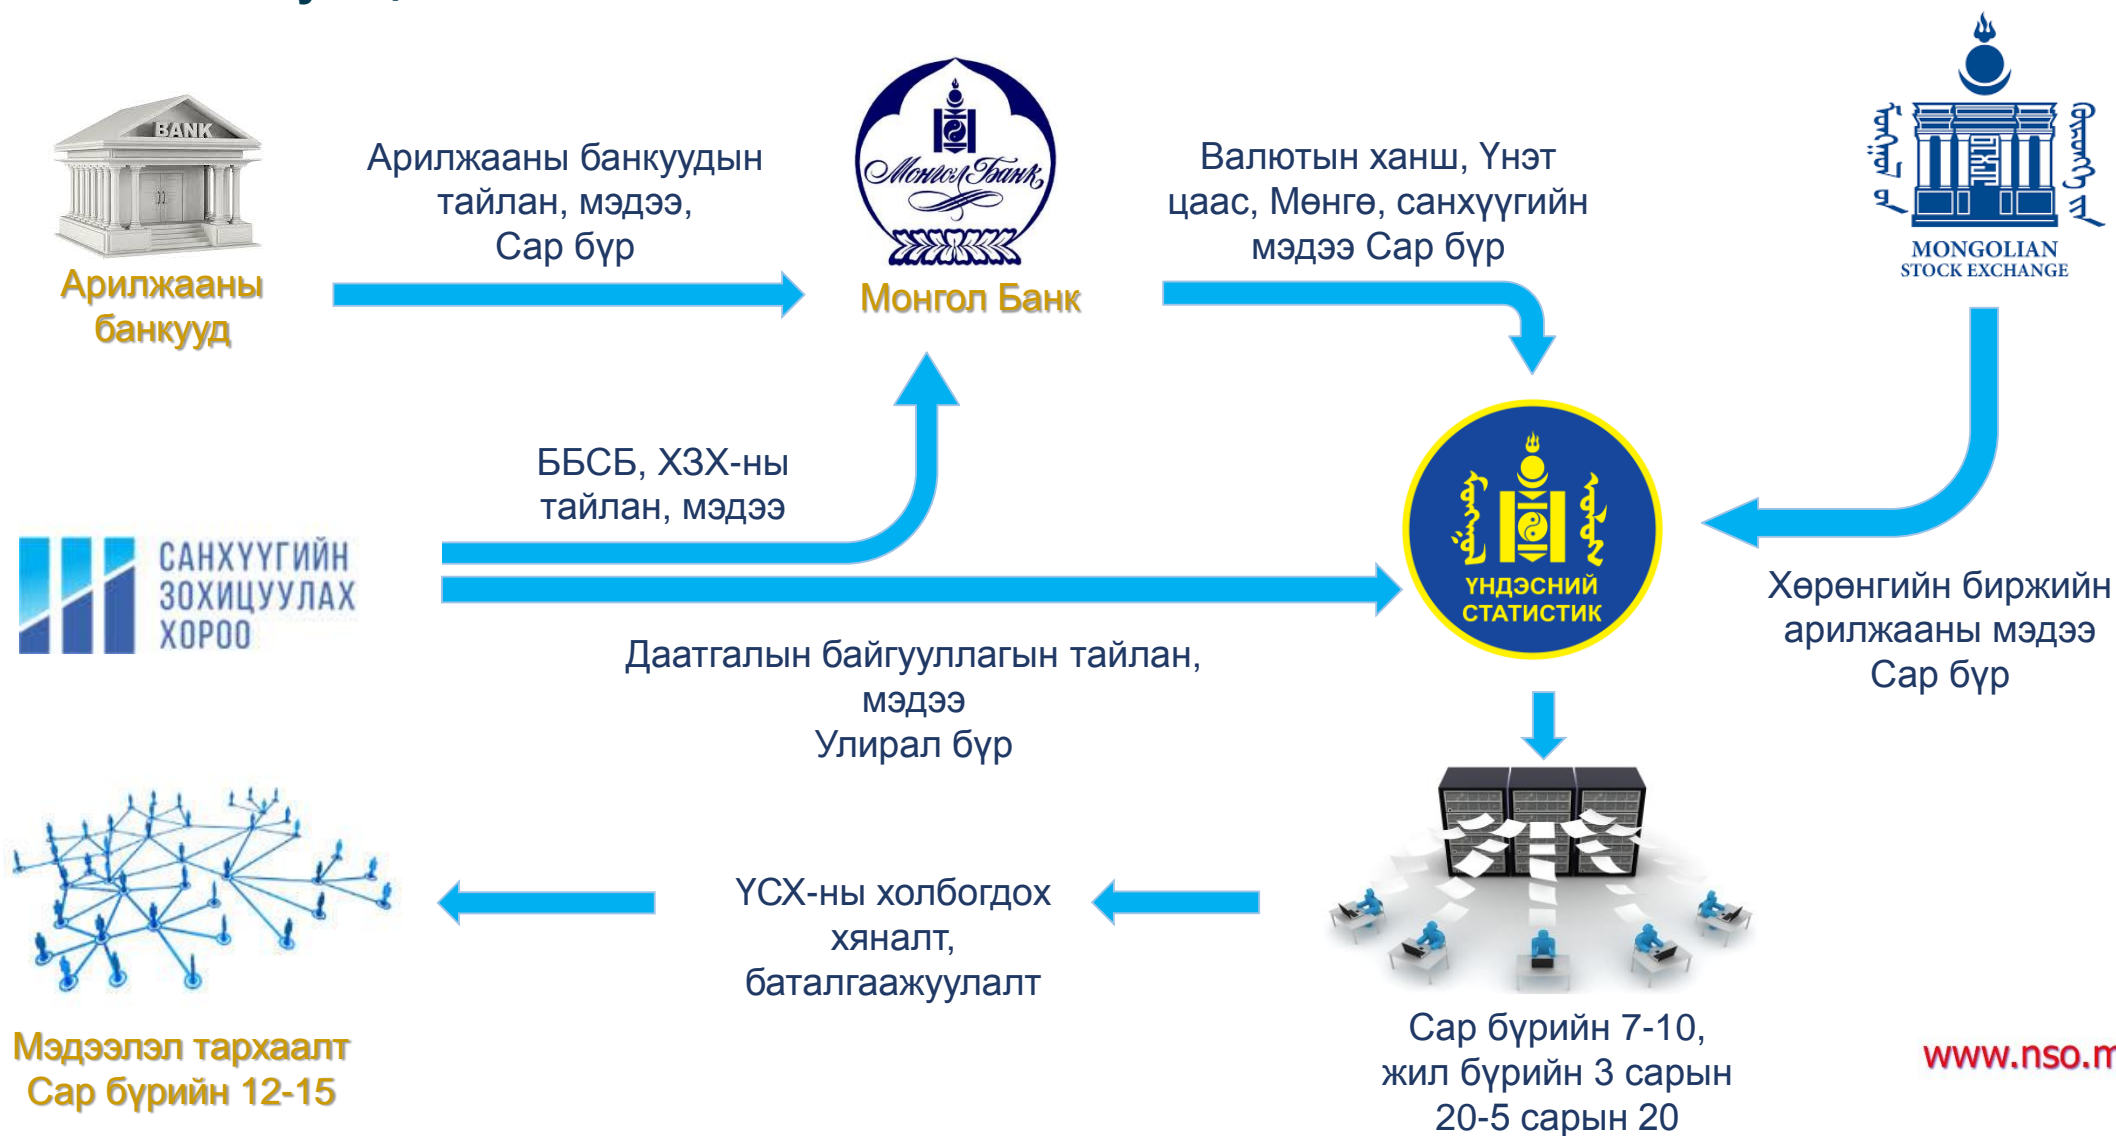 BANK
Арилжааны
банкууд
Арилжааны банкуудын
тайлан, мэдээ,
Сар бүр
Монгол Банк
Монгол Банк
Валютын ханш, Үнэт
цаас, Мөнгө, санхүүгийн
мэдээ Сар бүр
MONGOLIAN
STOCK EXCHANGE
ББСБ, ХЗХ-ны
тайлан, мэдээ
САНХҮҮГИЙН
ЗОХИЦУУЛАХ
ХОРОО
ҮНДЭСНИЙ
СТАТИСТИК
Даатгалын байгууллагын тайлан,
мэдээ
Улирал бүр
Хөрөнгийн биржийн
арилжааны мэдээ
Сар бүр
ҮСХ-ны холбогдох
хяналт,
баталгаажуулалт
Сар бүрийн 7-10,
жил бүрийн 3 сарын
20-5 сарын 20
Мэдээлэл тархаалт
Сар бүрийн 12-15
www.nso.m